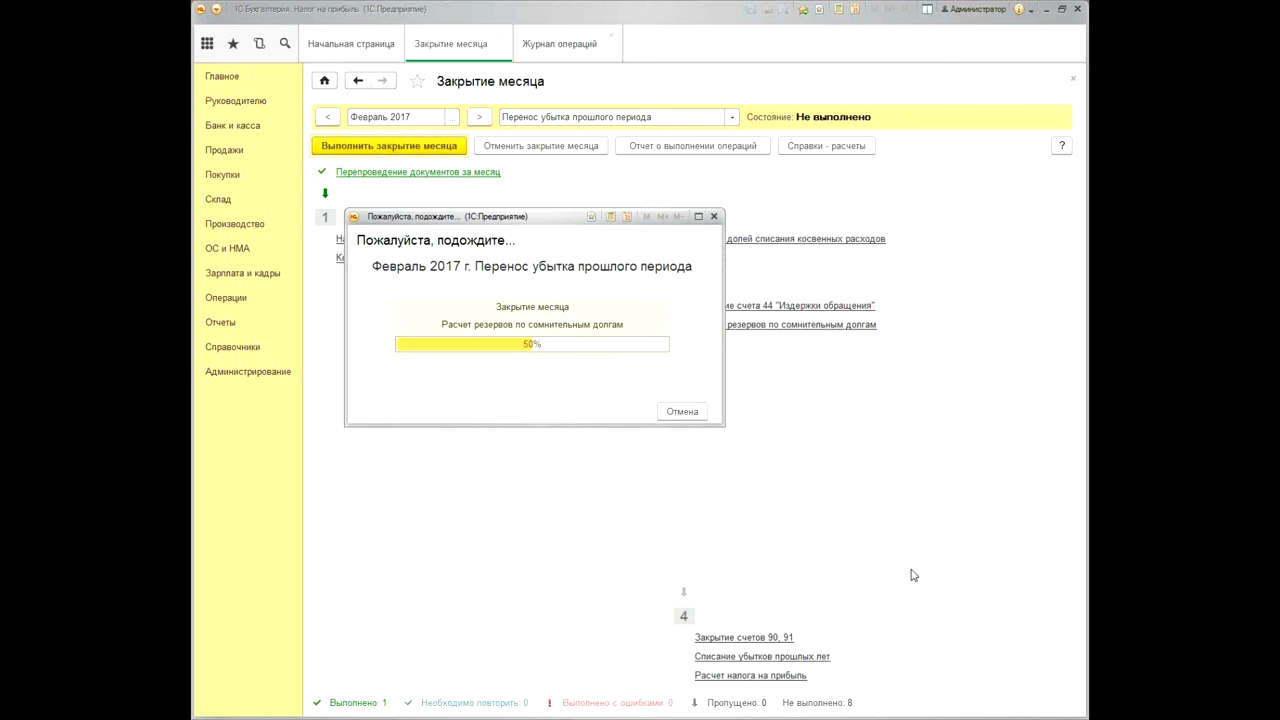 1С Бухгалтерия. Налог на прибыль (1С:Предприятие)
Администратор
Начальная страница
Закрытие месяца
Журнал операций
Главное
Руководителю
Банк и касса
Продажи
Покупки
Склад
Производство
ОС и НМА
Зарплата и кадры
Операции
Отчеты
Справочники
Администрирование
Закрытие месяца
< Февраль 2017 ... > Перенос убытка прошлого периода Состояние: Не выполнено
Выполнить закрытие месяца Отменить закрытие месяца Отчет о выполнении операций Справки - расчеты ?
Перепроведение документов за месяц
1
долей списания косвенных расходов
счета 44 "Издержки обращения"
резервов по сомнительным долгам
Пожалуйста, подождите... (1С:Предприятие) M M+ M-
Пожалуйста, подождите...
Февраль 2017 г. Перенос убытка прошлого периода
Закрытие месяца
Расчет резервов по сомнительным долгам
50%
Отмена
4
Закрытие счетов 90, 91
Списание убытков прошлых лет
Расчет налога на прибыль
Выполнено: 1 Необходимо повторить: 0 Выполнено с ошибками: 0 Пропущено: 0 Не выполнено: 8